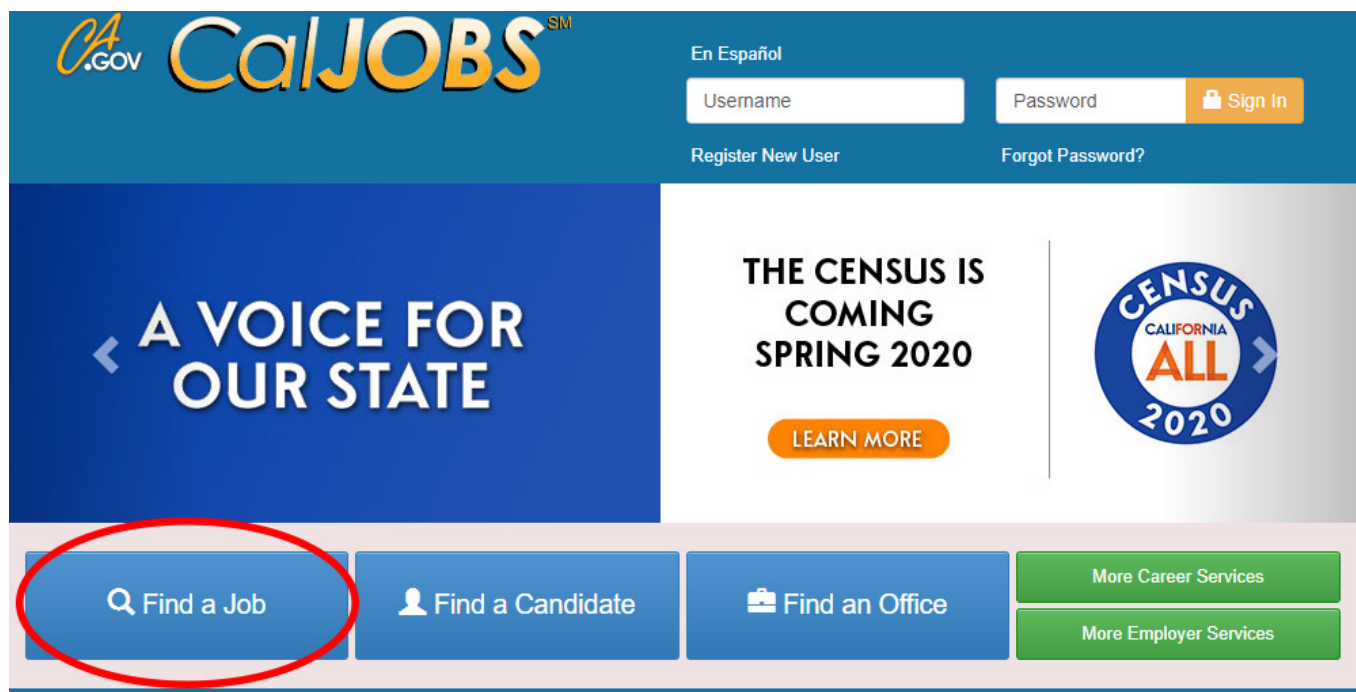 CA.GOV CalJOBS SM
En Español
Username Password Sign In
Register New User Forgot Password?
A VOICE FOR
OUR STATE
THE CENSUS IS
COMING
SPRING 2020
LEARN MORE
CENSUS
CALIFORNIA
ALL
2020
Find a Job Find a Candidate Find an Office
More Career Services
More Employer Services